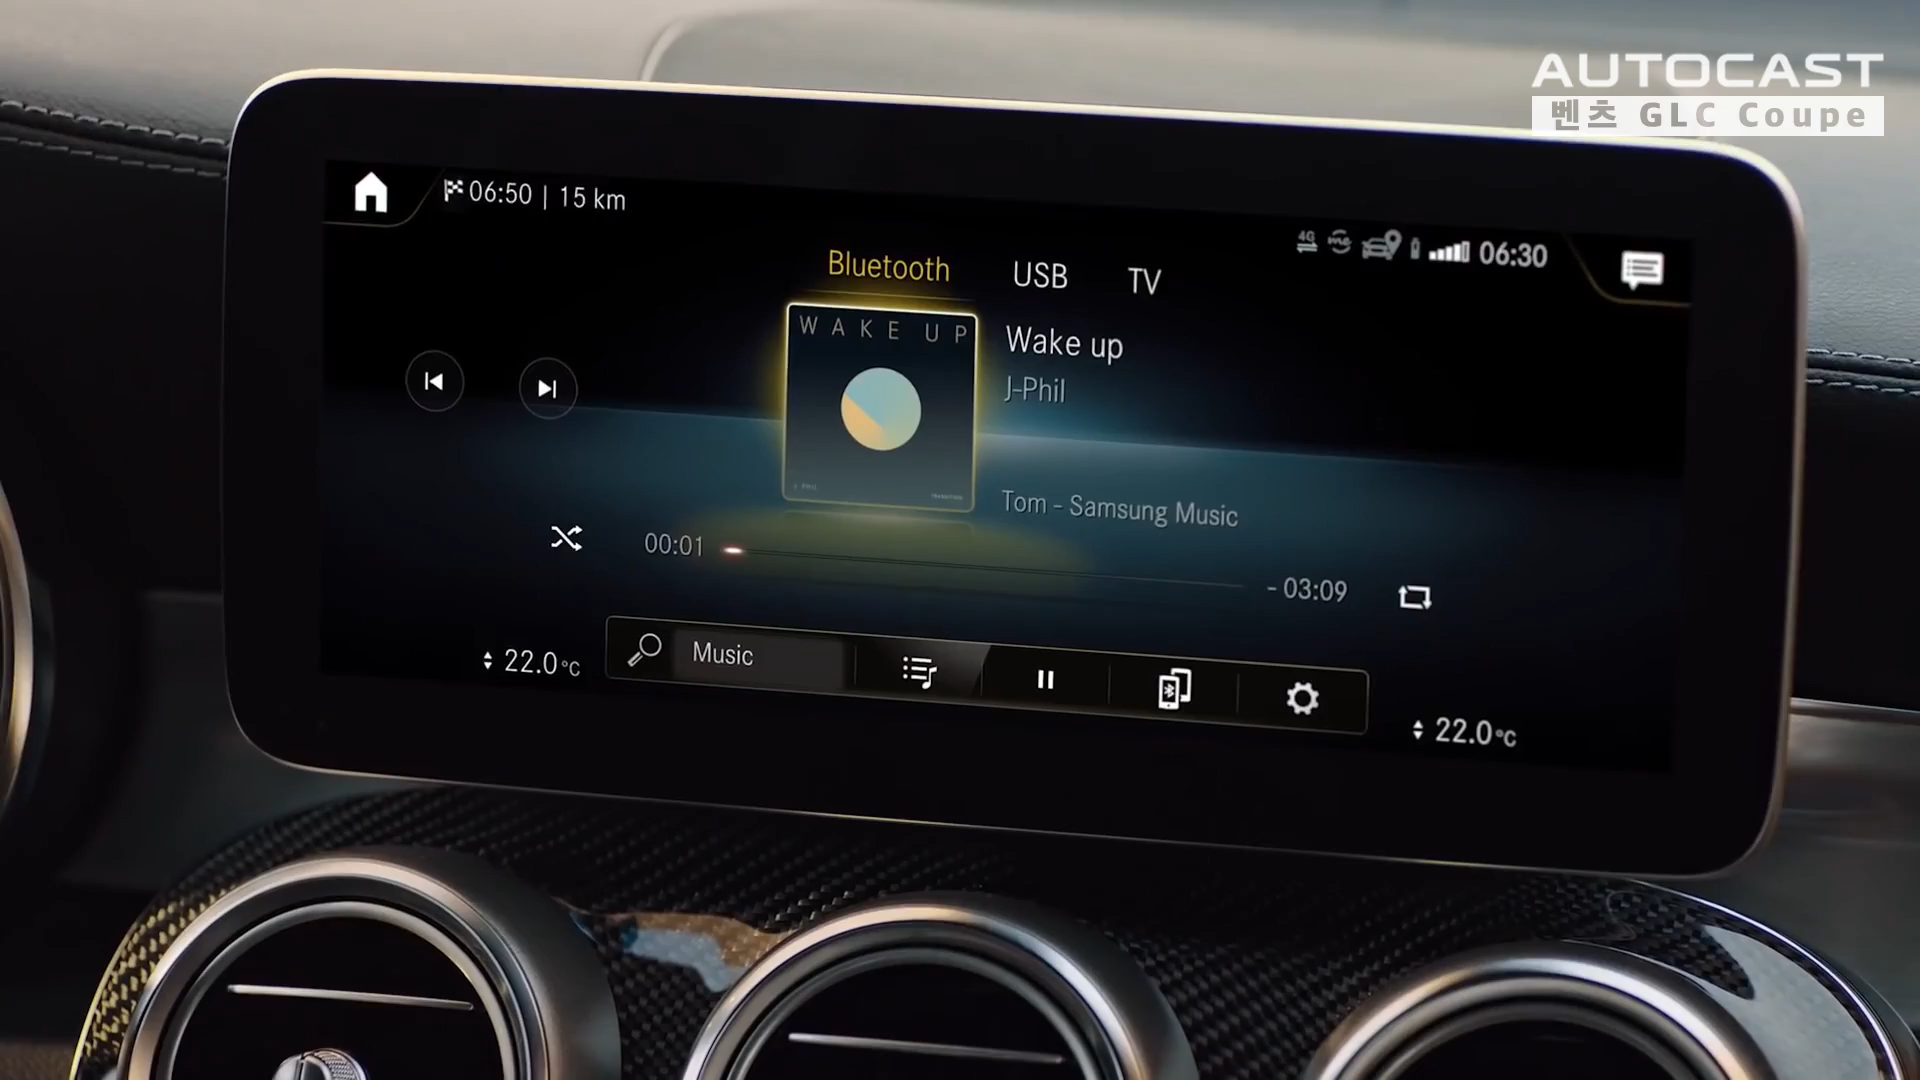 AUTOCAST
벤츠 GLC Coupe
06:50 | 15 km
4G
06:30
Bluetooth
USB
TV
WAKE UP
Wake up
J-Phil
Tom - Samsung Music
00:01
- 03:09
22.0°C
Music
22.0°C